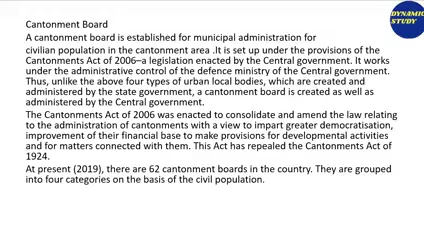 DYNAMIC
STUDY
Cantonment Board
A cantonment board is established for municipal administration for
civilian population in the cantonment area .It is set up under the provisions of the
Cantonments Act of 2006–a legislation enacted by the Central government. It works
under the administrative control of the defence ministry of the Central government.
Thus, unlike the above four types of urban local bodies, which are created and
administered by the state government, a cantonment board is created as well as
administered by the Central government.
The Cantonments Act of 2006 was enacted to consolidate and amend the law relating
to the administration of cantonments with a view to impart greater democratisation,
improvement of their financial base to make provisions for developmental activities
and for matters connected with them. This Act has repealed the Cantonments Act of
1924.
At present (2019), there are 62 cantonment boards in the country. They are grouped
into four categories on the basis of the civil population.